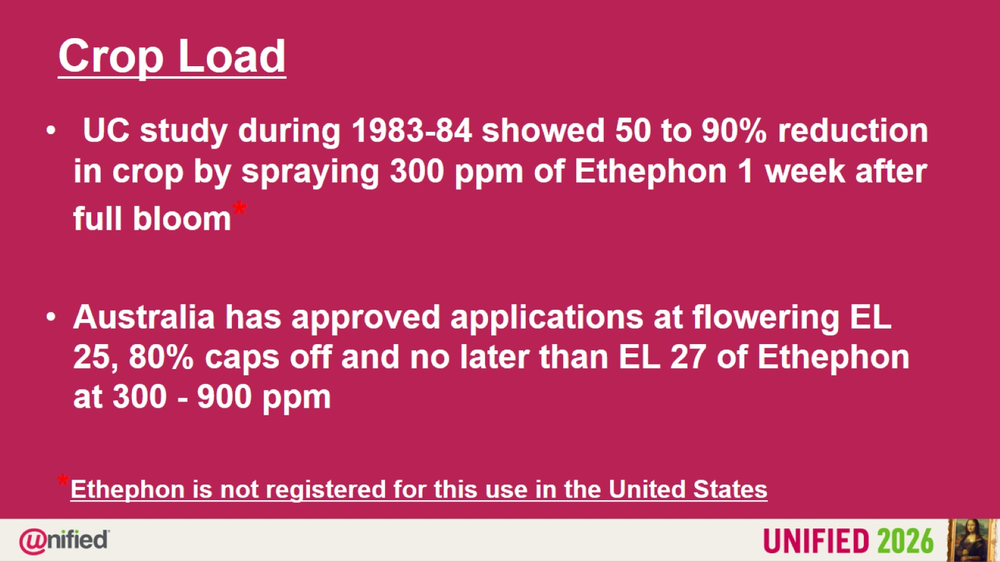 Crop Load
• UC study during 1983-84 showed 50 to 90% reduction
in crop by spraying 300 ppm of Ethephon 1 week after
full bloom*
• Australia has approved applications at flowering EL
25, 80% caps off and no later than EL 27 of Ethephon
at 300 - 900 ppm
*Ethephon is not registered for this use in the United States
@unified
UNIFIED 2026